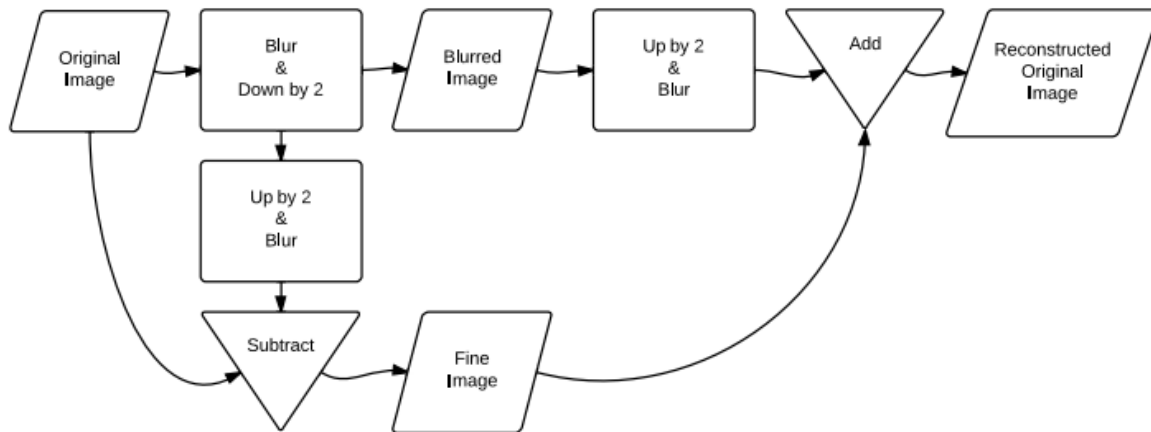 Original
Image
Blur
&
Down by 2
Blurred
Image
Up by 2
&
Blur
Add
Reconstructed
Original
Image
Up by 2
&
Blur
Subtract
Fine
Image